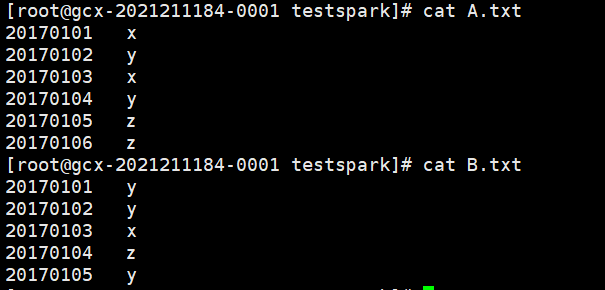 [root@gcx-2021211184-0001 testspark]# cat A.txt
20170101   x
20170102   y
20170103   x
20170104   y
20170105   z
20170106   z
[root@gcx-2021211184-0001 testspark]# cat B.txt
20170101   y
20170102   y
20170103   x
20170104   z
20170105   y